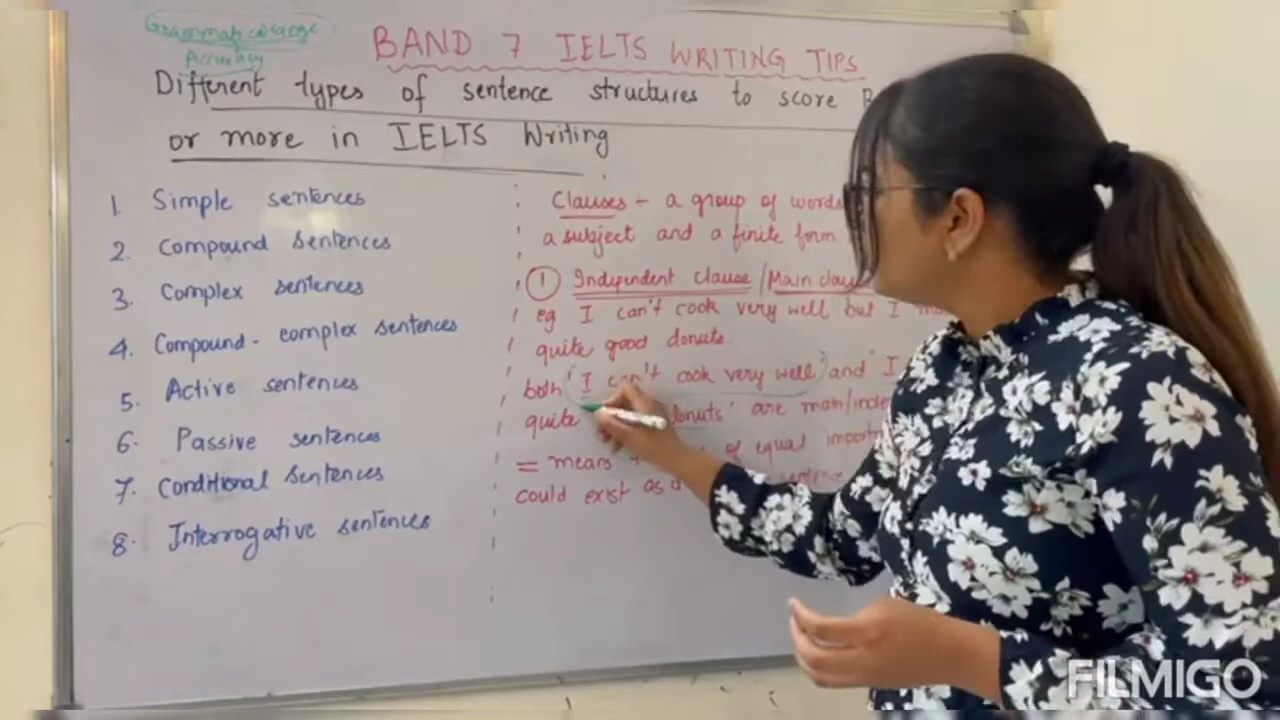 Grammatical range
Accuracy
BAND 7 IELTS WRITING TIPS
Different types of sentence structures to score
or more in IELTS Writing
1. Simple sentences
2. Compound sentences
3. Complex sentences
4. Compound-complex sentences
5. Active sentences
6. Passive sentences
7. Conditional sentences
8. Interrogative sentences
Clauses - a group of words
a subject and a finite form
1 Independent clause / Main
eg I can't cook very well but I
quite good donuts.
both 'I can't cook very well' and 'I
quite donuts' are main/
= means of equal
could exist as a
FILMIGO